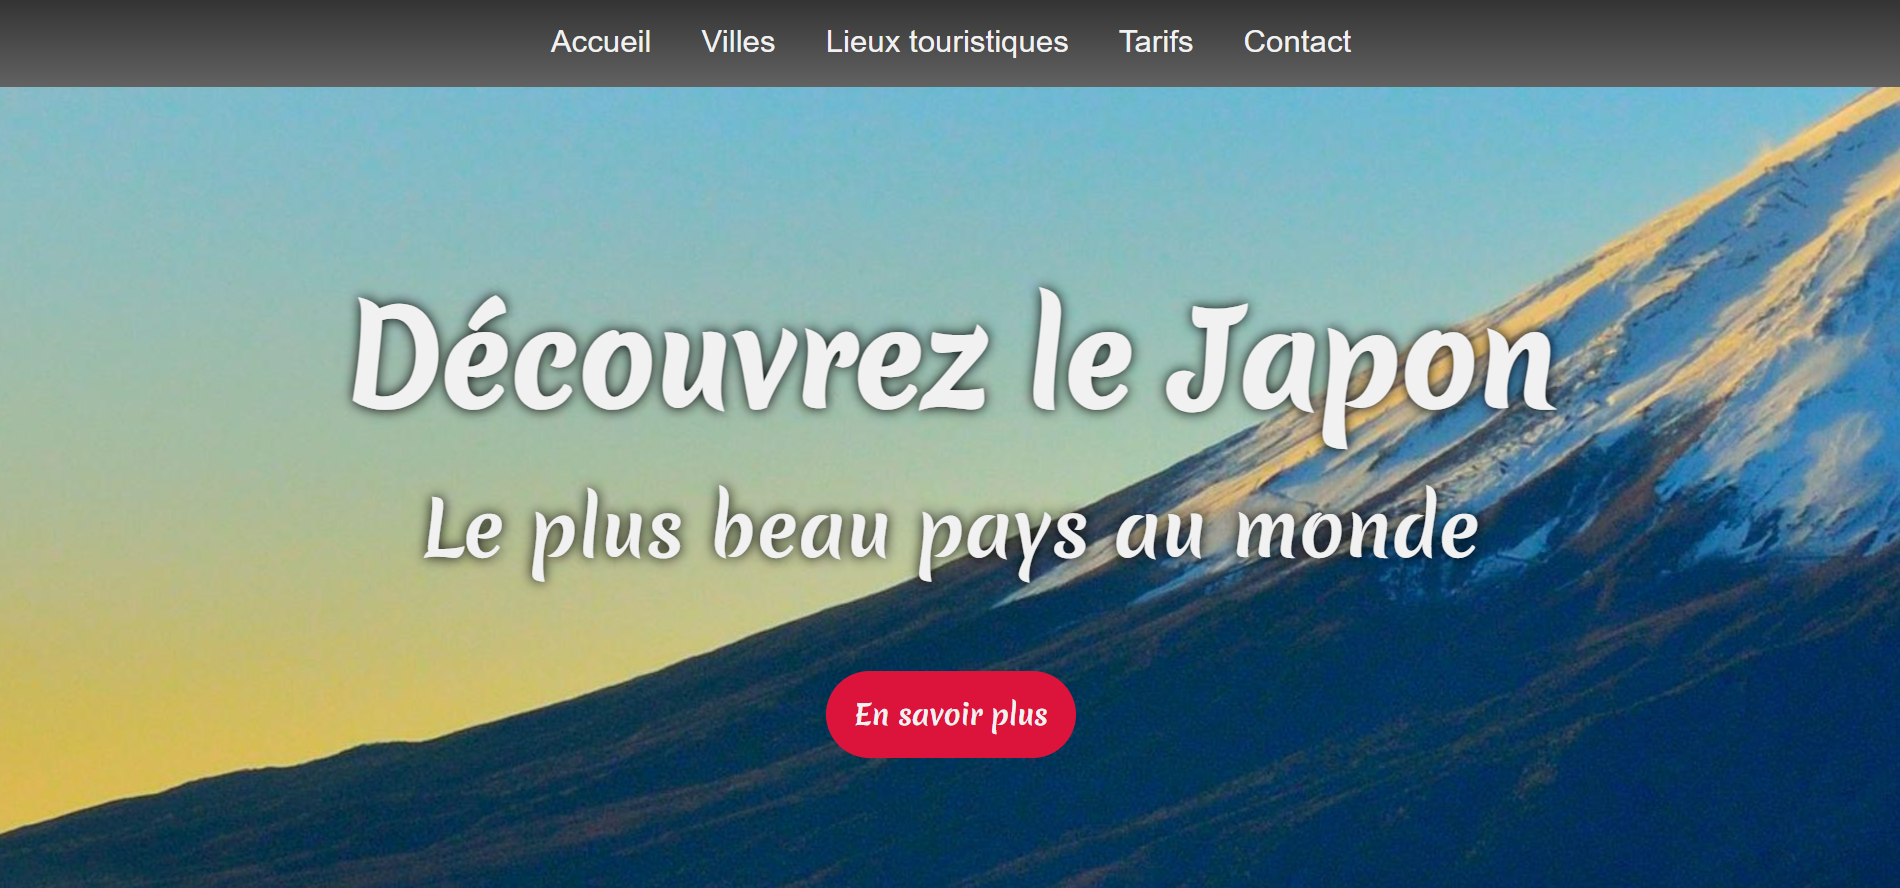 Accueil Villes Lieux touristiques Tarifs Contact
Découvrez le Japon
Le plus beau pays au monde
En savoir plus